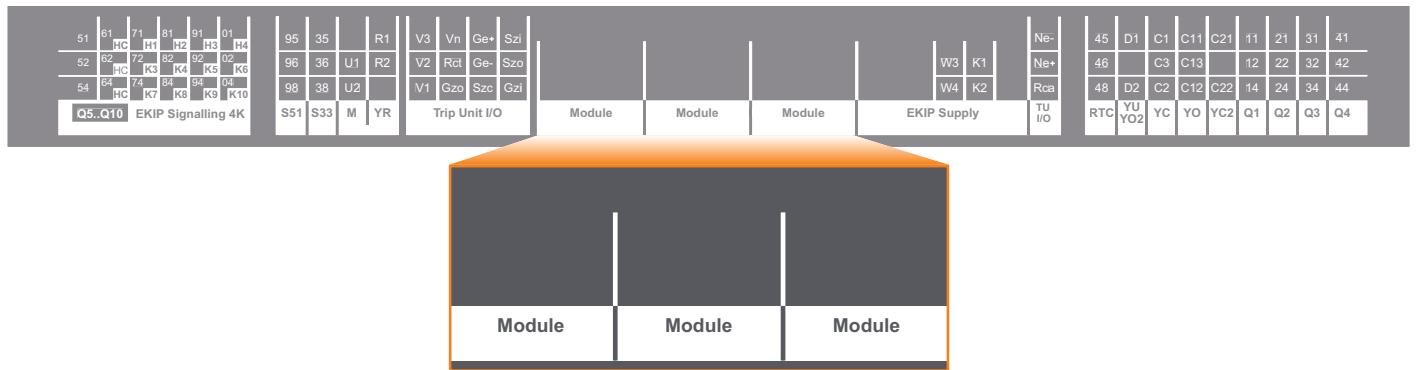 51 61 HC 71 H1 81 H2 91 H3 01 H4 95 35 R1 V3 Vn Ge+ Szi Ne- 45 D1 C1 C11 C21 11 21 31 41
52 62 HC 72 K3 82 K4 92 K5 02 K6 96 36 U1 R2 V2 Rct Ge- Szo W3 K1 Ne+ 46 C3 C13 12 22 32 42
54 64 HC 74 K7 84 K8 94 K9 04 K10 98 38 U2 V1 Gzo Szc Gzi W4 K2 Rca 48 D2 C2 C12 C22 14 24 34 44
Q5..Q10 EKIP Signalling 4K S51 S33 M YR Trip Unit I/O Module Module Module EKIP Supply TU I/O RTC YU YO2 YC YO YC2 Q1 Q2 Q3 Q4
Module Module Module